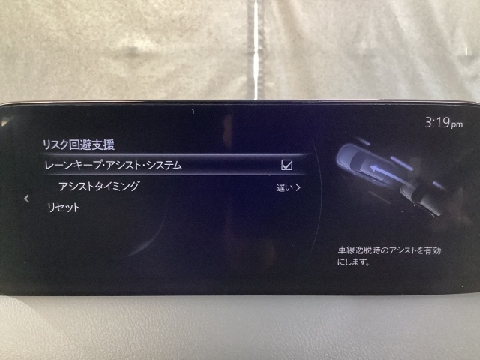 3:19pm
リスク回避支援
レーンキープ・アシスト・システム
アシストタイミング 遅い
リセット
車線逸脱時のアシストを有効
にします。